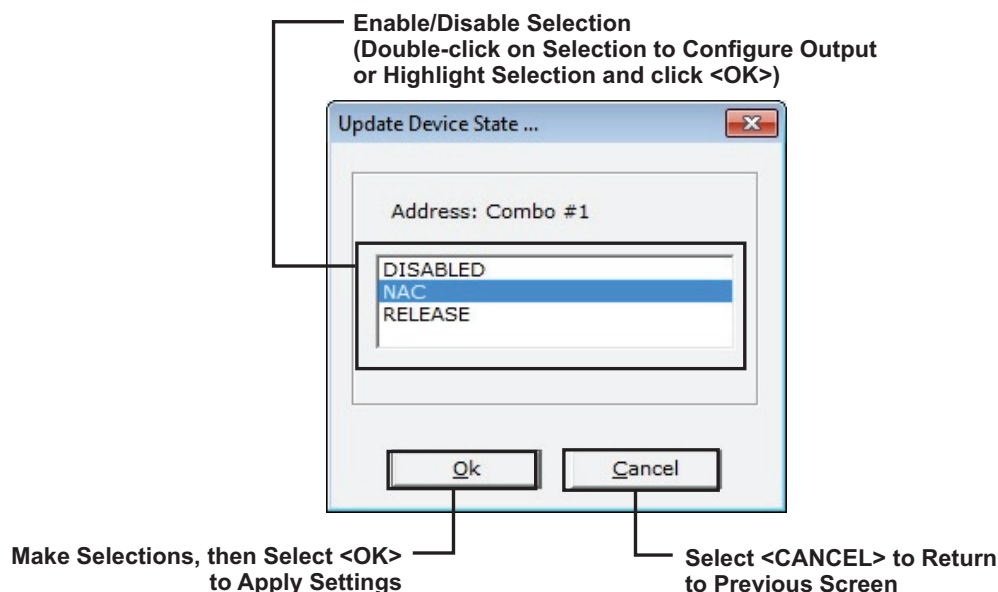 Enable/Disable Selection
(Double-click on Selection to Configure Output
or Highlight Selection and click <OK>)
Update Device State ...
Address: Combo #1
DISABLED
NAC
RELEASE
Ok
Cancel
Make Selections, then Select <OK>
to Apply Settings
Select <CANCEL> to Return
to Previous Screen